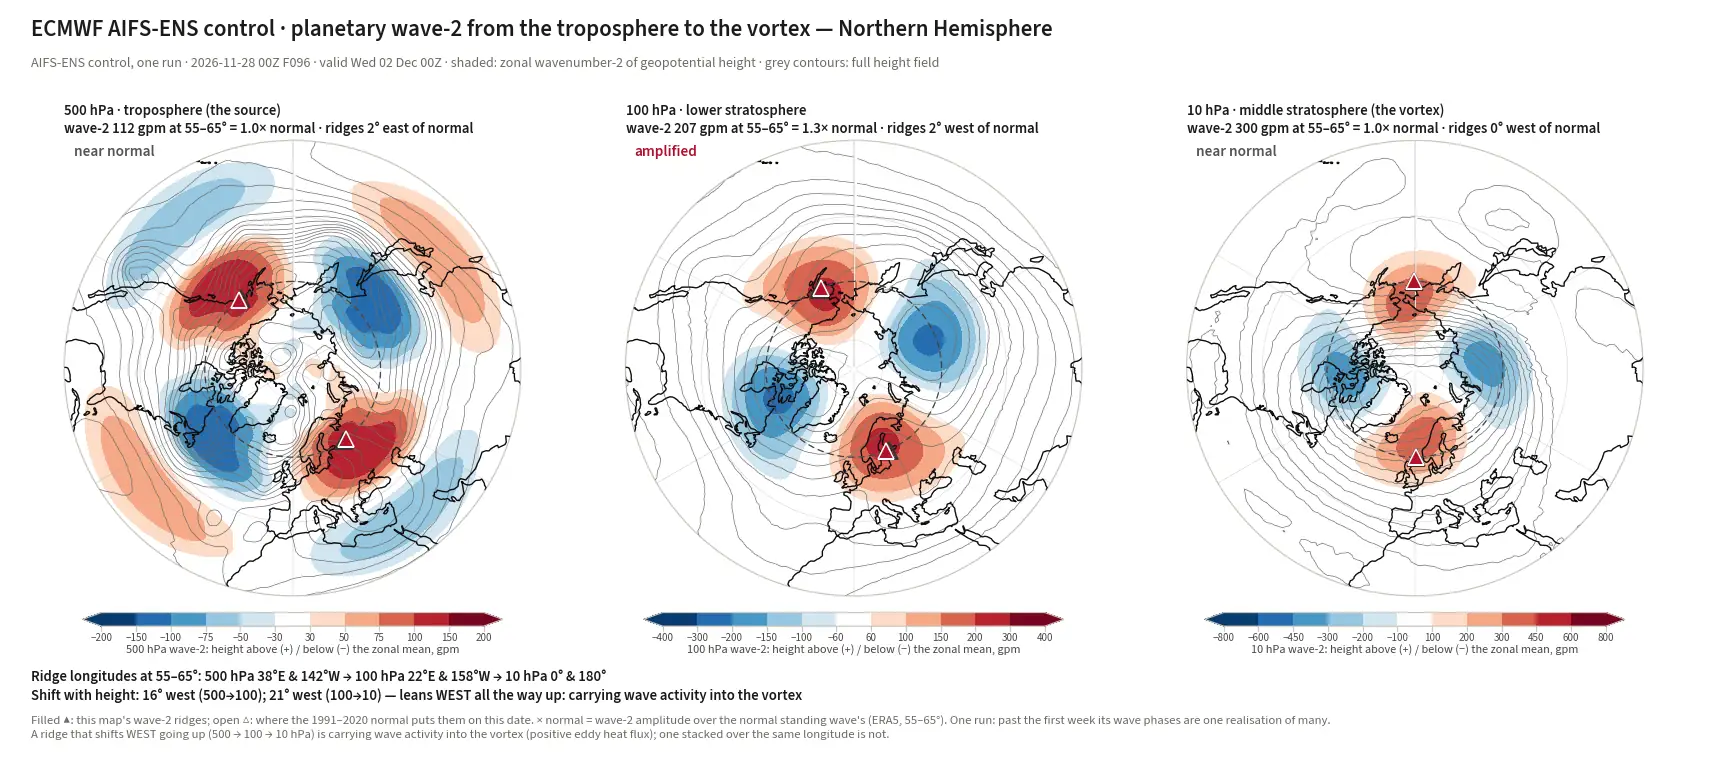 ECMWF AIFS-ENS control · planetary wave-2 from the troposphere to the vortex — Northern Hemisphere
AIFS-ENS control, one run · 2026-11-28 00Z F096 · valid Wed 02 Dec 00Z · shaded: zonal wavenumber-2 of geopotential height · grey contours: full height field
500 hPa · troposphere (the source)
wave-2 112 gpm at 55–65° = 1.0× normal · ridges 2° east of normal
near normal
100 hPa · lower stratosphere
wave-2 207 gpm at 55–65° = 1.3× normal · ridges 2° west of normal
amplified
10 hPa · middle stratosphere (the vortex)
wave-2 300 gpm at 55–65° = 1.0× normal · ridges 0° west of normal
near normal
−200 −150 −100 −75 −50 −30 30 50 75 100 150 200
500 hPa wave-2: height above (+) / below (−) the zonal mean, gpm
−400 −300 −200 −150 −100 −60 60 100 150 200 300 400
100 hPa wave-2: height above (+) / below (−) the zonal mean, gpm
−800 −600 −450 −300 −200 −100 100 200 300 450 600 800
10 hPa wave-2: height above (+) / below (−) the zonal mean, gpm
Ridge longitudes at 55–65°: 500 hPa 38°E & 142°W → 100 hPa 22°E & 158°W → 10 hPa 0° & 180°
Shift with height: 16° west (500→100); 21° west (100→10) — leans WEST all the way up: carrying wave activity into the vortex
Filled ▲: this map's wave-2 ridges; open △: where the 1991–2020 normal puts them on this date. × normal = wave-2 amplitude over the normal standing wave's (ERA5, 55–65°). One run: past the first week its wave phases are one realisation of many.
A ridge that shifts WEST going up (500 → 100 → 10 hPa) is carrying wave activity into the vortex (positive eddy heat flux); one stacked over the same longitude is not.